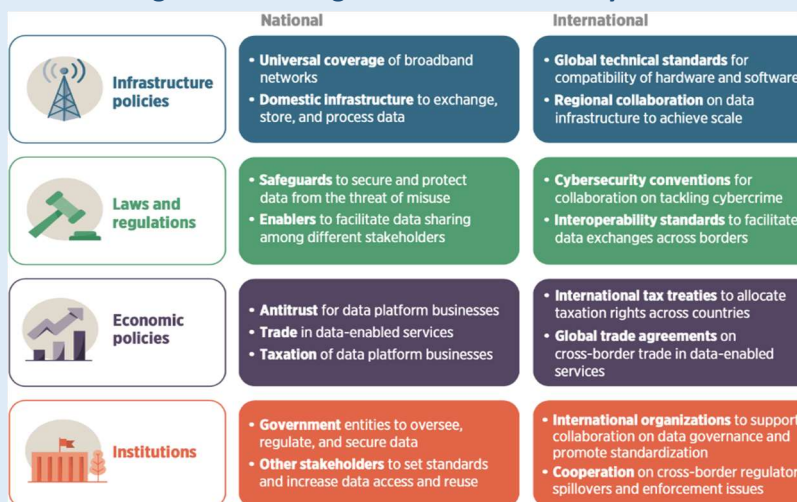 National
International
Infrastructure
policies
• Universal coverage of broadband
networks
• Domestic infrastructure to exchange,
store, and process data
• Global technical standards for
compatibility of hardware and software
• Regional collaboration on data
infrastructure to achieve scale
Laws and
regulations
• Safeguards to secure and protect
data from the threat of misuse
• Enablers to facilitate data sharing
among different stakeholders
• Cybersecurity conventions for
collaboration on tackling cybercrime
• Interoperability standards to facilitate
data exchanges across borders
Economic
policies
• Antitrust for data platform businesses
• Trade in data-enabled services
• Taxation of data platform businesses
• International tax treaties to allocate
taxation rights across countries
• Global trade agreements on
cross-border trade in data-enabled
services
Institutions
• Government entities to oversee,
regulate, and secure data
• Other stakeholders to set standards
and increase data access and reuse
• International organizations to support
collaboration on data governance and
promote standardization
• Cooperation on cross-border regulator
spillovers and enforcement issues